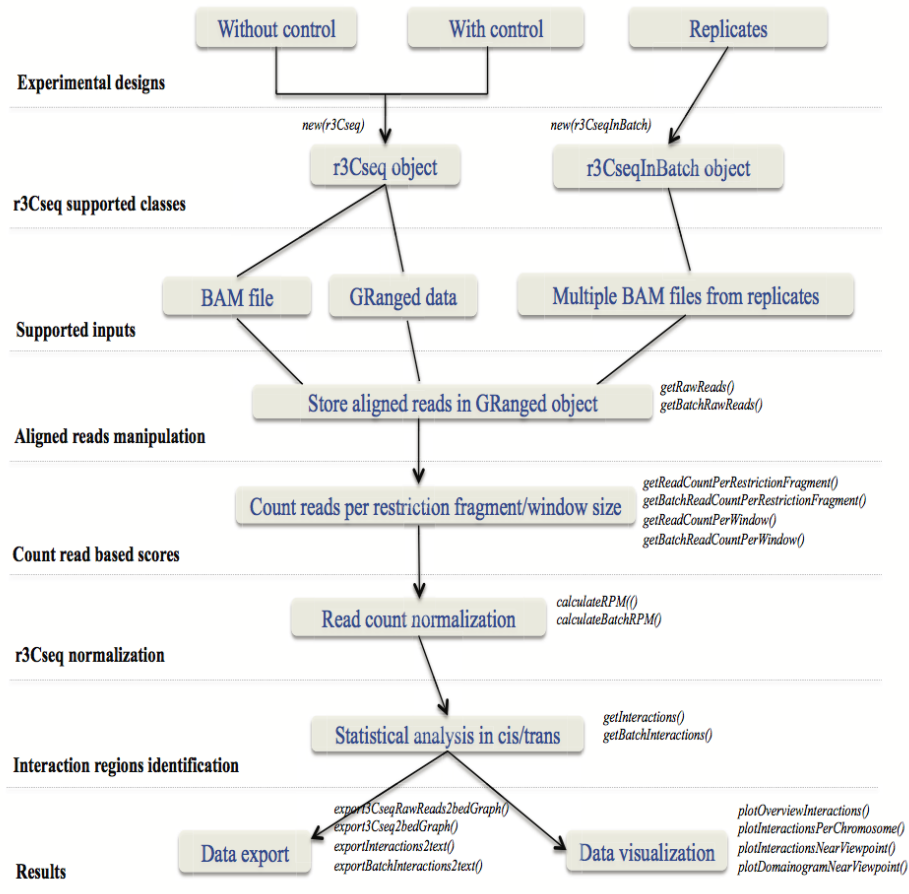 Without control
With control
Replicates
Experimental designs
new(r3Cseq)
new(r3CseqInBatch)
r3Cseq object
r3CseqInBatch object
r3Cseq supported classes
BAM file
GRanged data
Multiple BAM files from replicates
Supported inputs
Store aligned reads in GRanged object
getRawReads()
getBatchRawReads()
Aligned reads manipulation
Count reads per restriction fragment/window size
getReadCountPerRestrictionFragment()
getBatchReadCountPerRestrictionFragment()
getReadCountPerWindow()
getBatchReadCountPerWindow()
Count read based scores
Read count normalization
calculateRPM(()
calculateBatchRPM()
r3Cseq normalization
Statistical analysis in cis/trans
getInteractions()
getBatchInteractions()
Interaction regions identification
Data export
export3CseqRawReads2bedGraph()
export3Cseq2bedGraph()
exportInteractions2text()
exportBatchInteractions2text()
Data visualization
plotOverviewInteractions()
plotInteractionsPerChromosome()
plotInteractionsNearViewpoint()
plotDomainogramNearViewpoint()
Results